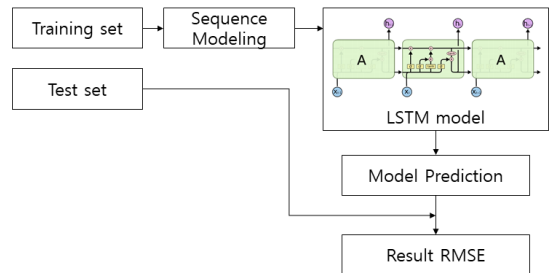 Training set
Sequence
Modeling
h
h
h
A
A
x
x
x
Test set
LSTM model
Model Prediction
Result RMSE